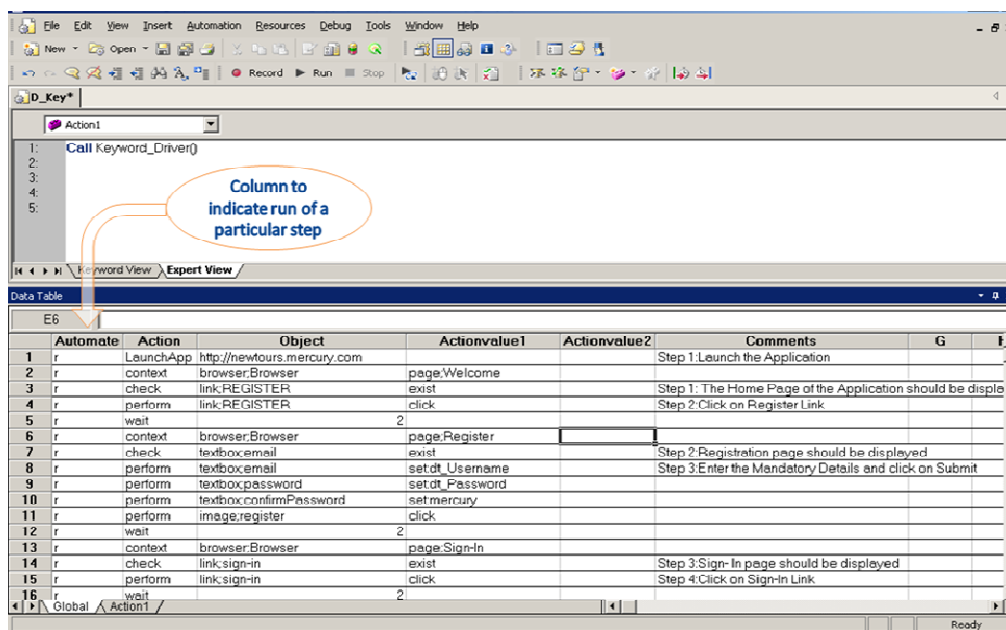 File Edit View Insert Automation Resources Debug Tools Window Help
New Open
Record Run Stop
D_Key*
Action1
1: Call Keyword_Driver()
2:
3:
4:
5:
Column to
indicate run of a
particular step
Keyword View Expert View
Data Table
E6
Automate Action Object Actionvalue1 Actionvalue2 Comments G
1 r LaunchApp http://newtours.mercury.com Step 1:Launch the Application
2 r context browser;Browser page;Welcome
3 r check link;REGISTER exist Step 1: The Home Page of the Application should be displa
4 r perform link;REGISTER click Step 2:Click on Register Link
5 r wait 2
6 r context browser;Browser page;Register
7 r check textbox;email exist Step 2:Registration page should be displayed
8 r perform textbox;email set:dt_Username Step 3:Enter the Mandatory Details and click on Submit
9 r perform textbox;password set:dt_Password
10 r perform textbox;confirmPassword set:mercury
11 r perform image;register click
12 r wait 2
13 r context browser;Browser page;Sign-In
14 r check link;sign-in exist Step 3:Sign- In page should be displayed
15 r perform link;sign-in click Step 4:Click on Sign-In Link
16 r wait 2
Global Action1
Ready